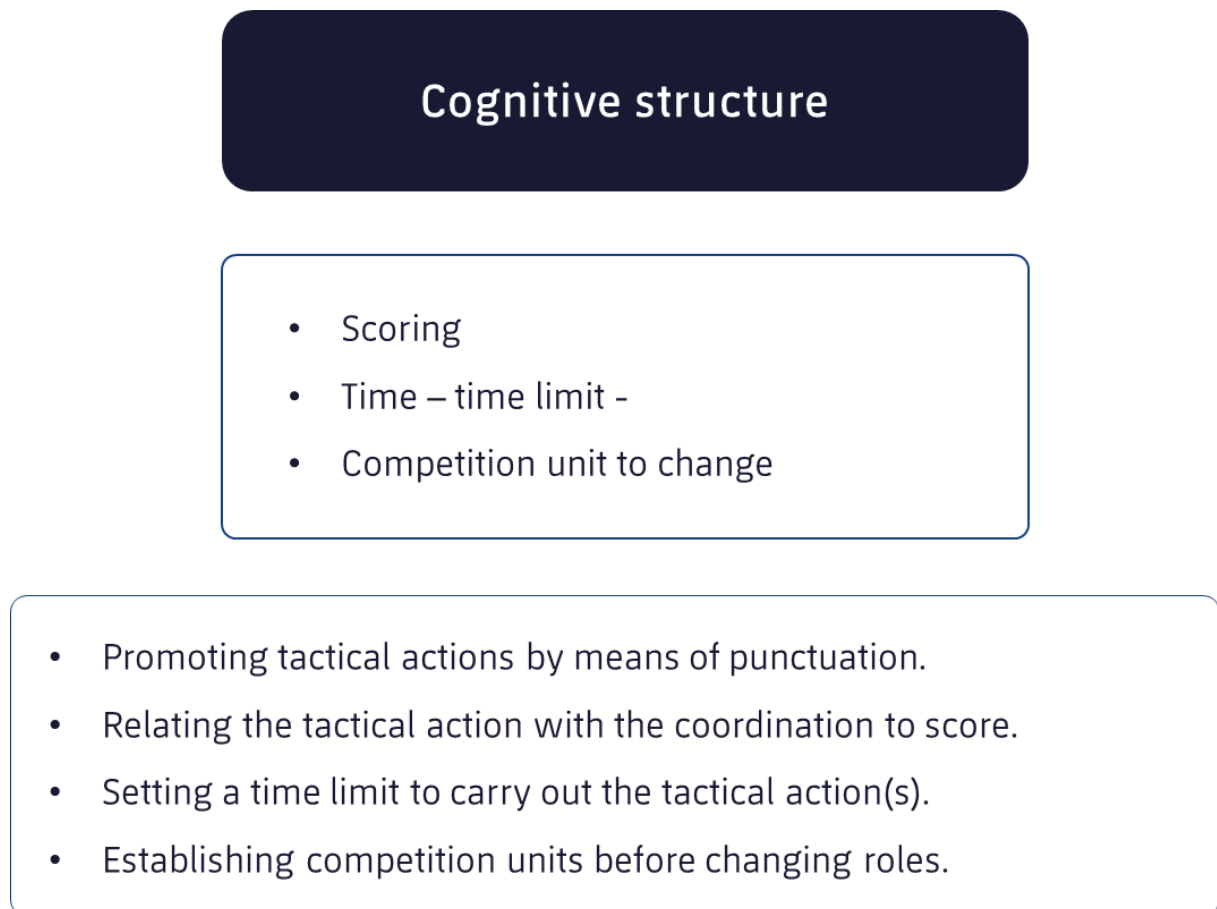 Cognitive structure
• Scoring
• Time – time limit -
• Competition unit to change
• Promoting tactical actions by means of punctuation.
• Relating the tactical action with the coordination to score.
• Setting a time limit to carry out the tactical action(s).
• Establishing competition units before changing roles.